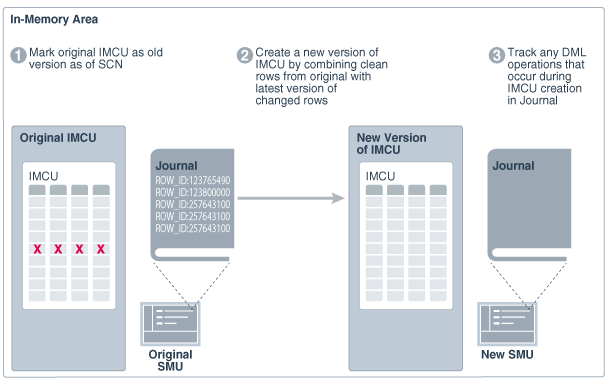 In-Memory Area
1 Mark original IMCU as old
version as of SCN
2 Create a new version of
IMCU by combining clean
rows from original with
latest version of
changed rows
3 Track any DML
operations that
occur during
IMCU creation
in Journal
Original IMCU
IMCU
X X X X
Journal
ROW_ID:123765490
ROW_ID:123800000
ROW_ID:257643100
ROW_ID:257643100
ROW_ID:257643100
Original
SMU
New Version
of IMCU
IMCU
Journal
New SMU